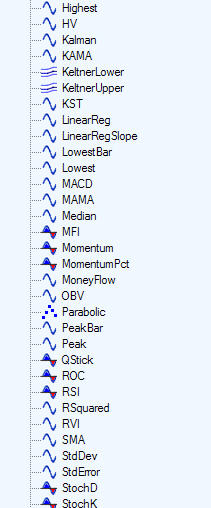 Highest
HV
Kalman
KAMA
KeltnerLower
KeltnerUpper
KST
LinearReg
LinearRegSlope
LowestBar
Lowest
MACD
MAMA
Median
MFI
Momentum
MomentumPct
MoneyFlow
OBV
Parabolic
PeakBar
Peak
QStick
ROC
RSI
RSquared
RVI
SMA
StdDev
StdError
StochD
StochK